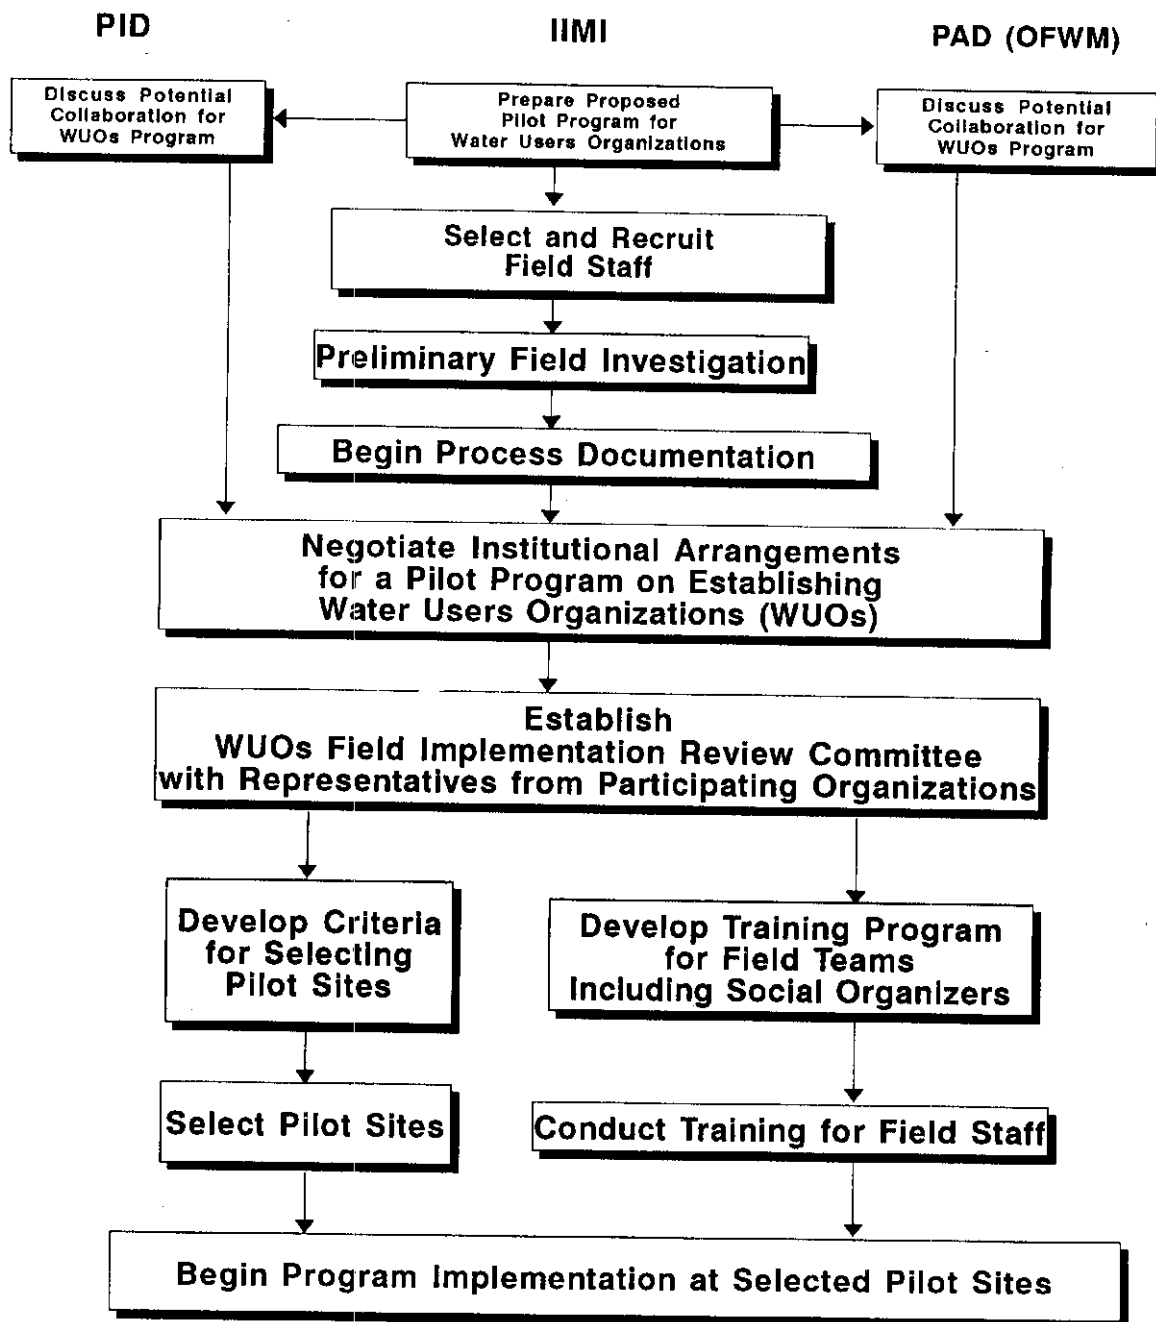 PID
IIMI
PAD (OFWM)
Discuss Potential
Collaboration for
WUOs Program
Prepare Proposed
Pilot Program for
Water Users Organizations
Discuss Potential
Collaboration for
WUOs Program
Select and Recruit
Field Staff
Preliminary Field Investigation
Begin Process Documentation
Negotiate Institutional Arrangements
for a Pilot Program on Establishing
Water Users Organizations (WUOs)
Establish
WUOs Field Implementation Review Committee
with Representatives from Participating Organizations
Develop Criteria
for Selecting
Pilot Sites
Develop Training Program
for Field Teams
Including Social Organizers
Select Pilot Sites
Conduct Training for Field Staff
Begin Program Implementation at Selected Pilot Sites